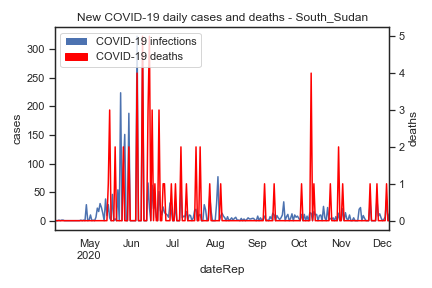 New COVID-19 daily cases and deaths - South_Sudan
COVID-19 infections
COVID-19 deaths
cases
300
250
200
150
100
50
0
deaths
5
4
3
2
1
0
May Jun Jul Aug Sep Oct Nov Dec
2020
dateRep